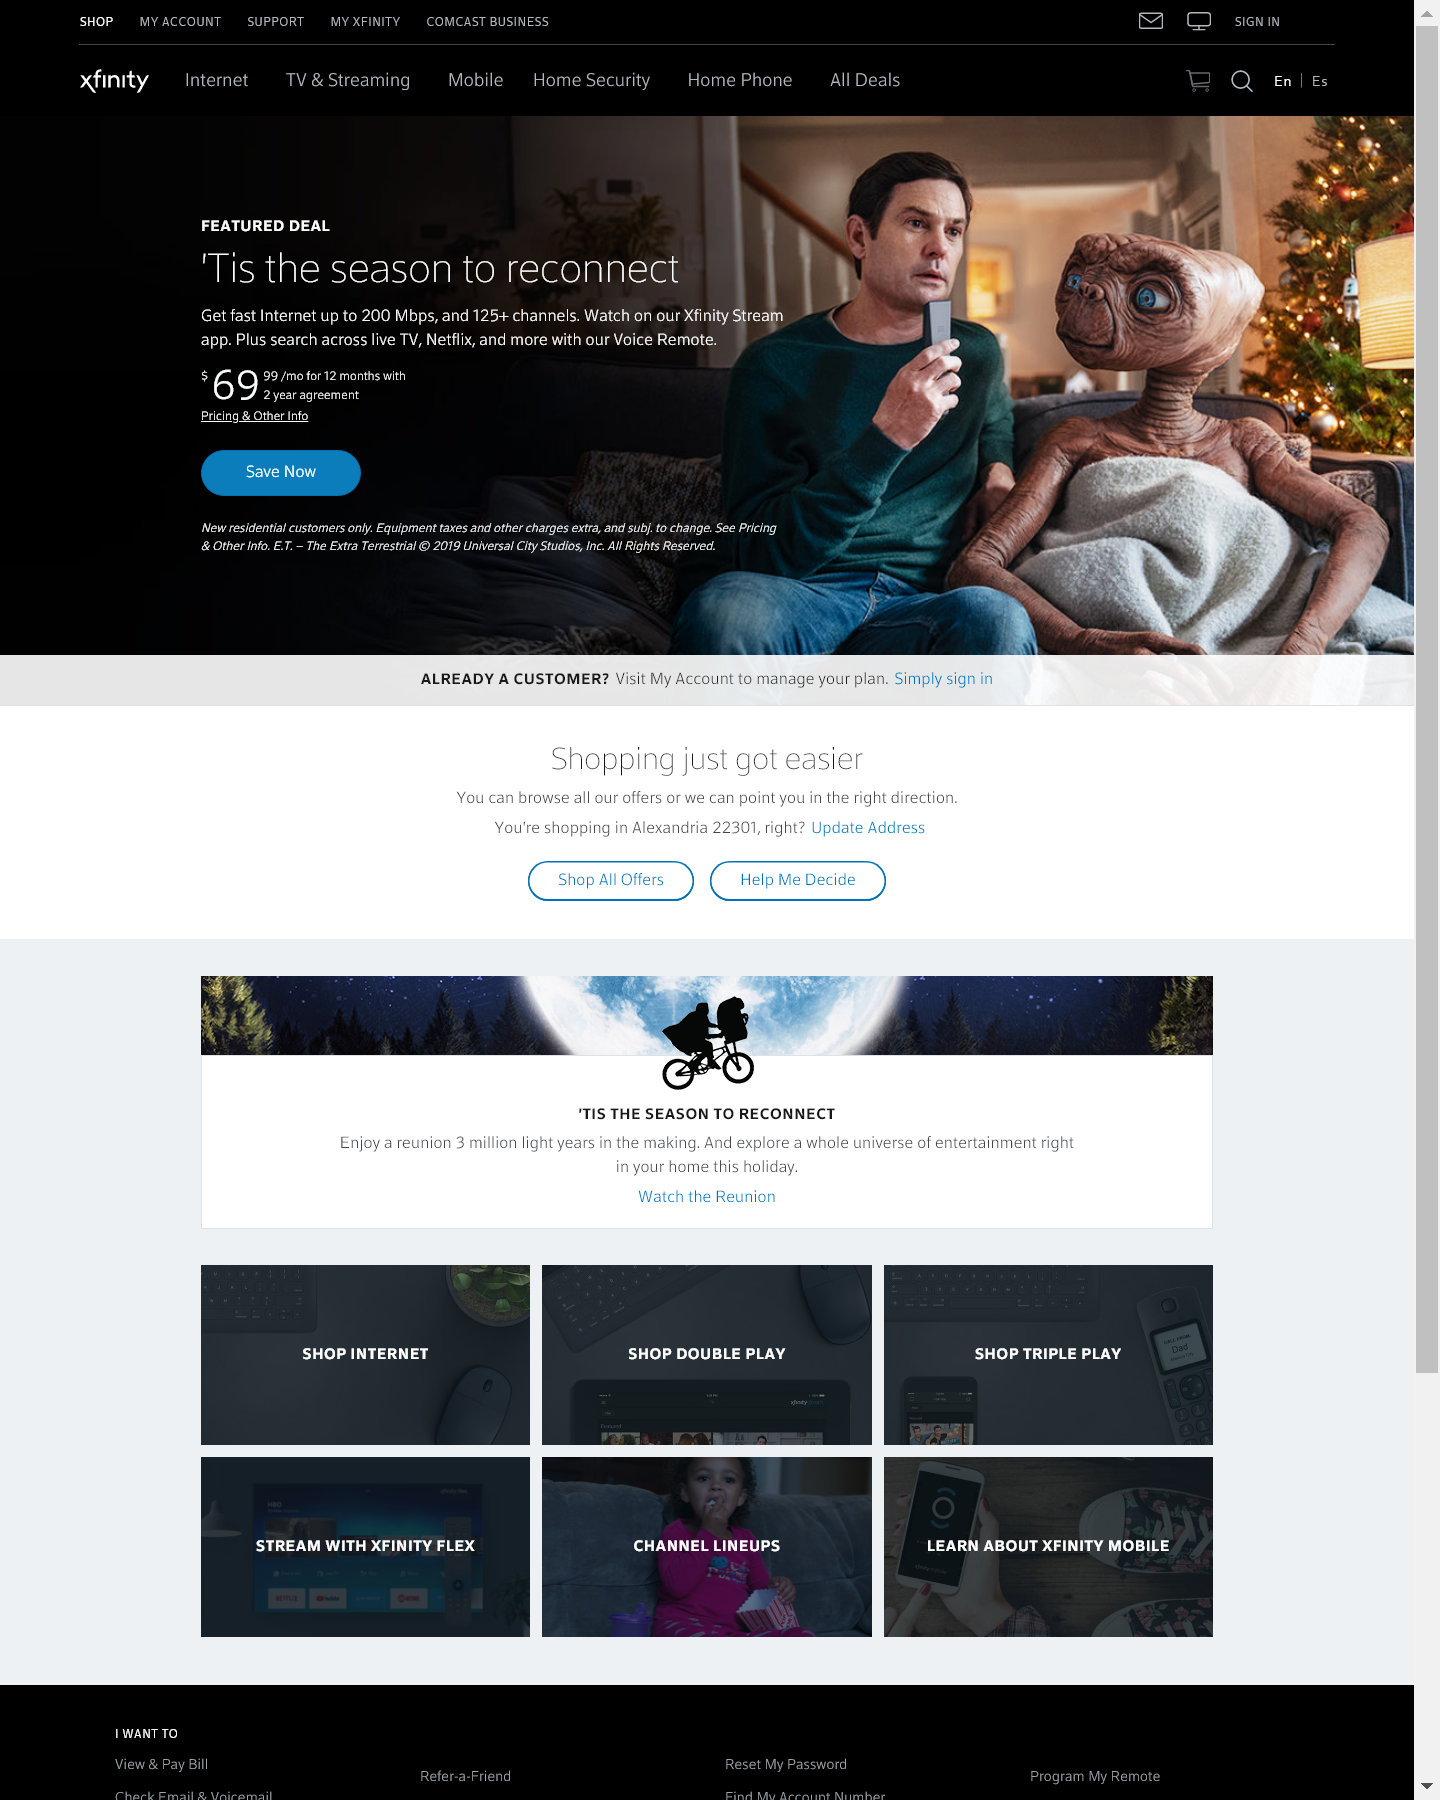 SHOP MY ACCOUNT SUPPORT MY XFINITY COMCAST BUSINESS SIGN IN
xfinity Internet TV & Streaming Mobile Home Security Home Phone All Deals En Es
FEATURED DEAL
'Tis the season to reconnect
Get fast Internet up to 200 Mbps, and 125+ channels. Watch on our Xfinity Stream
app. Plus search across live TV, Netflix, and more with our Voice Remote.
$ 69 99 /mo for 12 months with
2 year agreement
Pricing & Other Info
Save Now
New residential customers only. Equipment taxes and other charges extra, and subj. to change. See Pricing
& Other Info. E.T. – The Extra Terrestrial © 2019 Universal City Studios, Inc. All Rights Reserved.
ALREADY A CUSTOMER? Visit My Account to manage your plan. Simply sign in
Shopping just got easier
You can browse all our offers or we can point you in the right direction.
You're shopping in Alexandria 22301, right? Update Address
Shop All Offers Help Me Decide
'TIS THE SEASON TO RECONNECT
Enjoy a reunion 3 million light years in the making. And explore a whole universe of entertainment right
in your home this holiday.
Watch the Reunion
SHOP INTERNET SHOP DOUBLE PLAY SHOP TRIPLE PLAY
CALL FROM
Dad
xfinity
HBO
STREAM WITH XFINITY FLEX CHANNEL LINEUPS LEARN ABOUT XFINITY MOBILE
NETFLIX YouTube SHOWTIME
I WANT TO
View & Pay Bill Refer-a-Friend Reset My Password Program My Remote
Check Email & Voicemail Find My Account Number